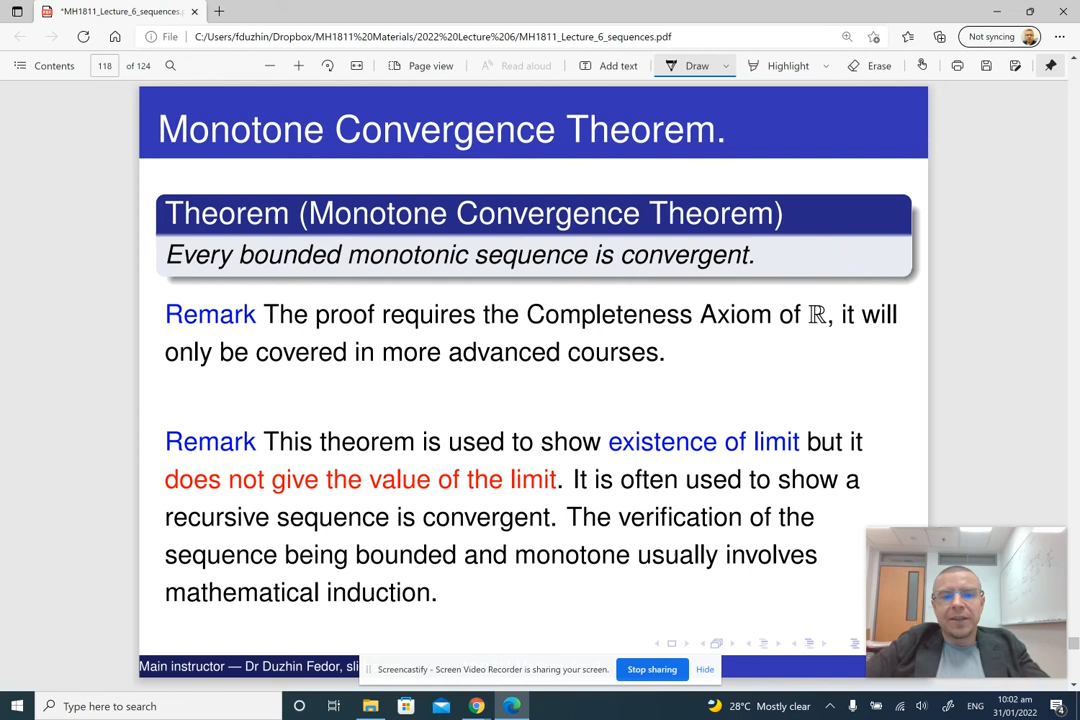 *MH1811_Lecture_6_sequences.p
File
C:/Users/fduzhin/Dropbox/MH1811%20Materials/2022%20Lecture%206/MH1811_Lecture_6_sequences.pdf
Not syncing
Contents
118
of 124
Page view
Read aloud
Add text
Draw
Highlight
Erase
Monotone Convergence Theorem.
Theorem (Monotone Convergence Theorem)
Every bounded monotonic sequence is convergent.
Remark The proof requires the Completeness Axiom of ℝ, it will
only be covered in more advanced courses.
Remark This theorem is used to show existence of limit but it
does not give the value of the limit. It is often used to show a
recursive sequence is convergent. The verification of the
sequence being bounded and monotone usually involves
mathematical induction.
Main instructor — Dr Duzhin Fedor, sli
Screencastify - Screen Video Recorder is sharing your screen.
Stop sharing
Hide
Type here to search
28°C Mostly clear
ENG
10:02 am
31/01/2022
4